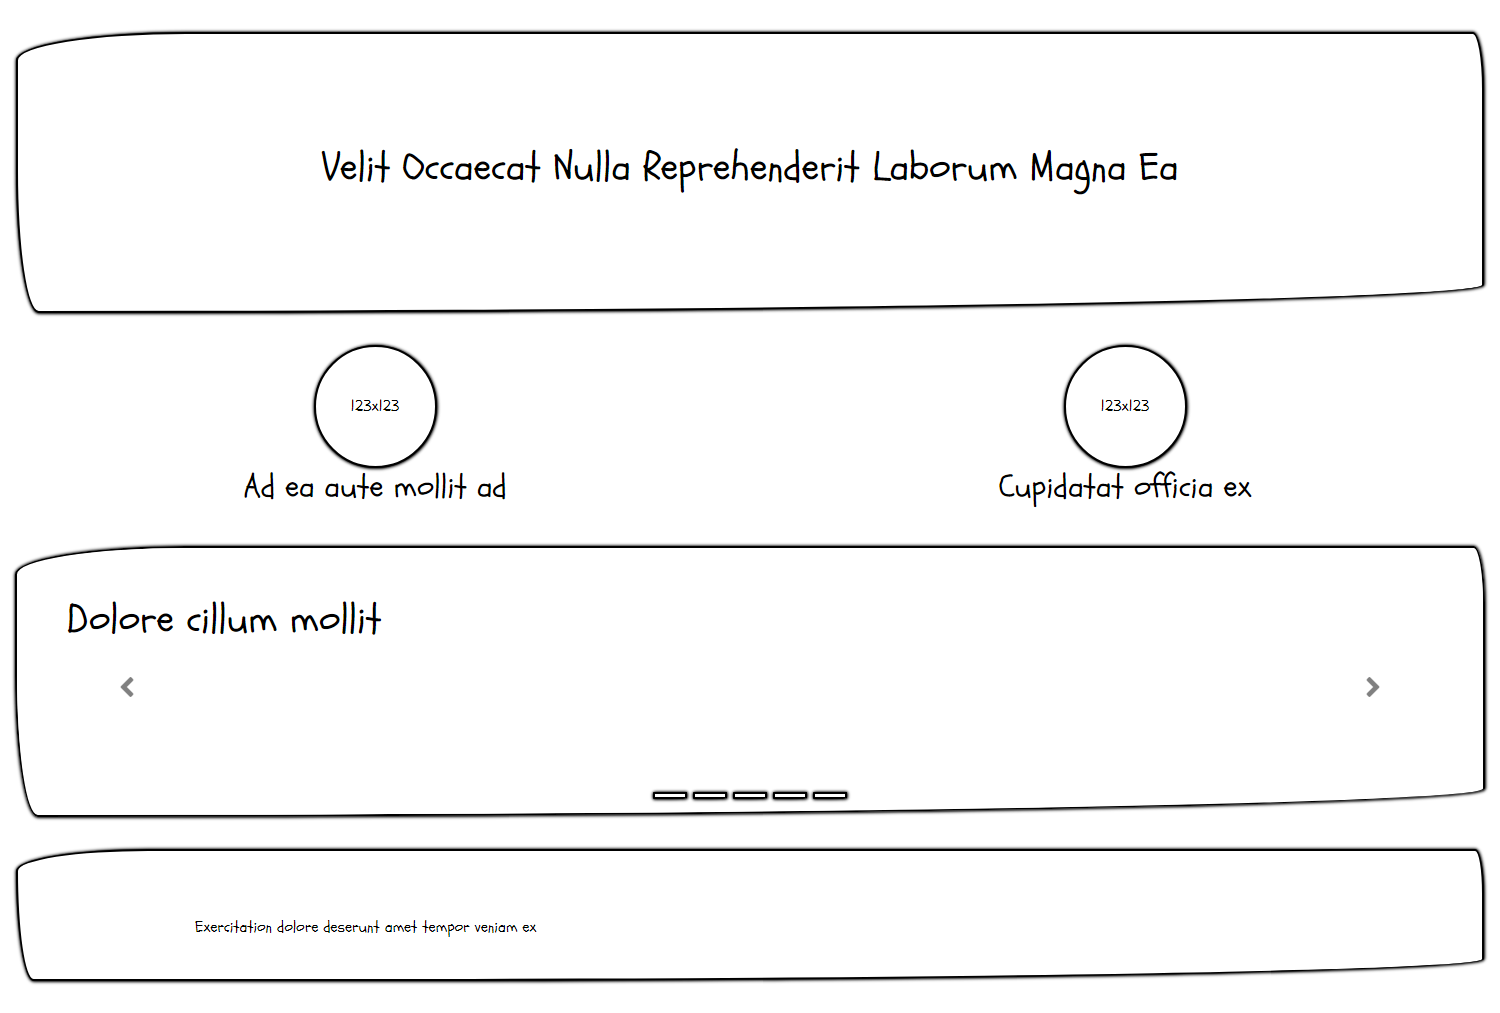 Velit Occaecat Nulla Reprehenderit Laborum Magna Ea
123x123
123x123
Ad ea aute mollit ad
Cupidatat officia ex
Dolore cillum mollit
Exercitation dolore deserunt amet tempor veniam ex